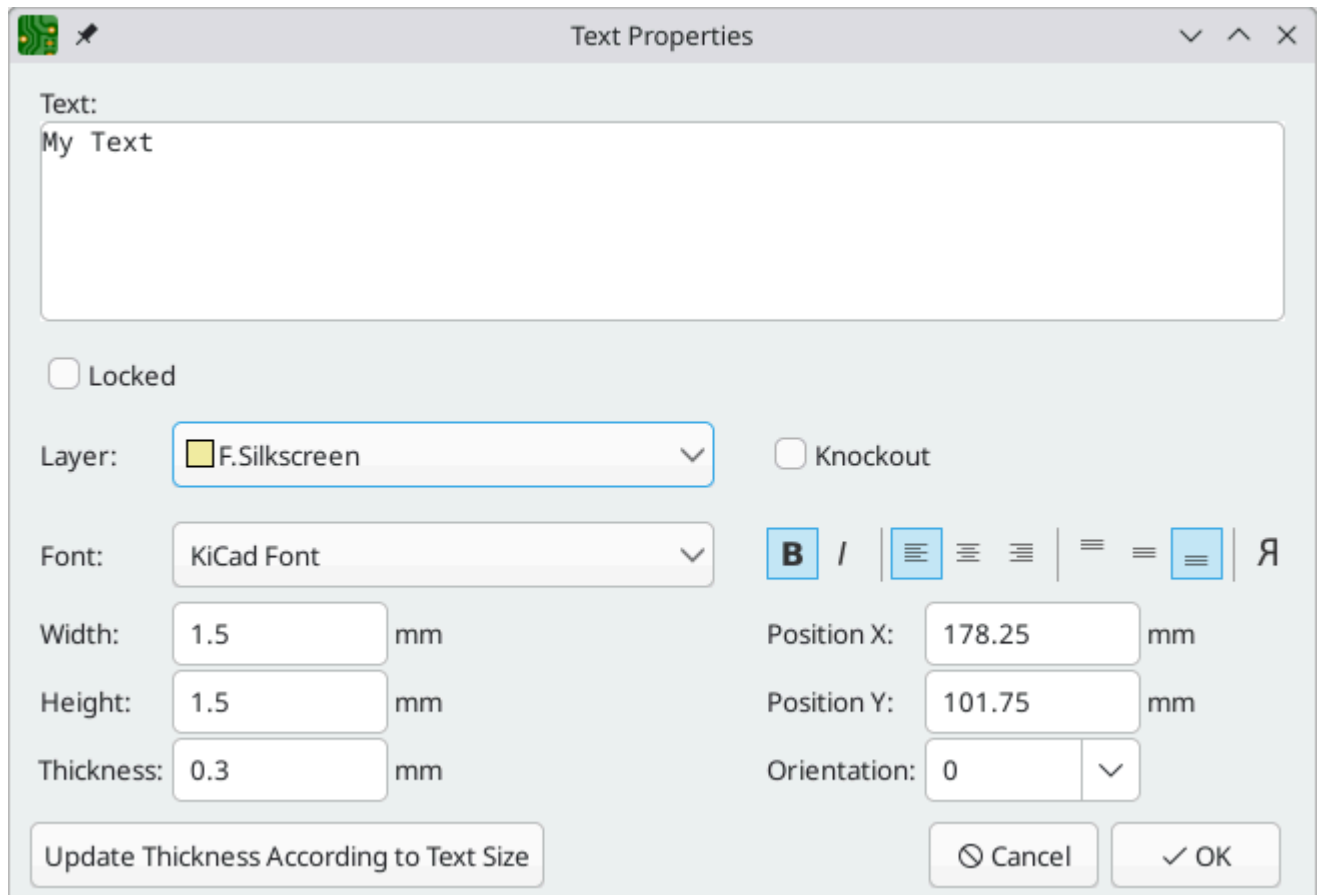 Text Properties
Text:
My Text
Locked
Layer: F.Silkscreen Knockout
Font: KiCad Font B I Я
Width: 1.5 mm Position X: 178.25 mm
Height: 1.5 mm Position Y: 101.75 mm
Thickness: 0.3 mm Orientation: 0
Update Thickness According to Text Size Cancel OK